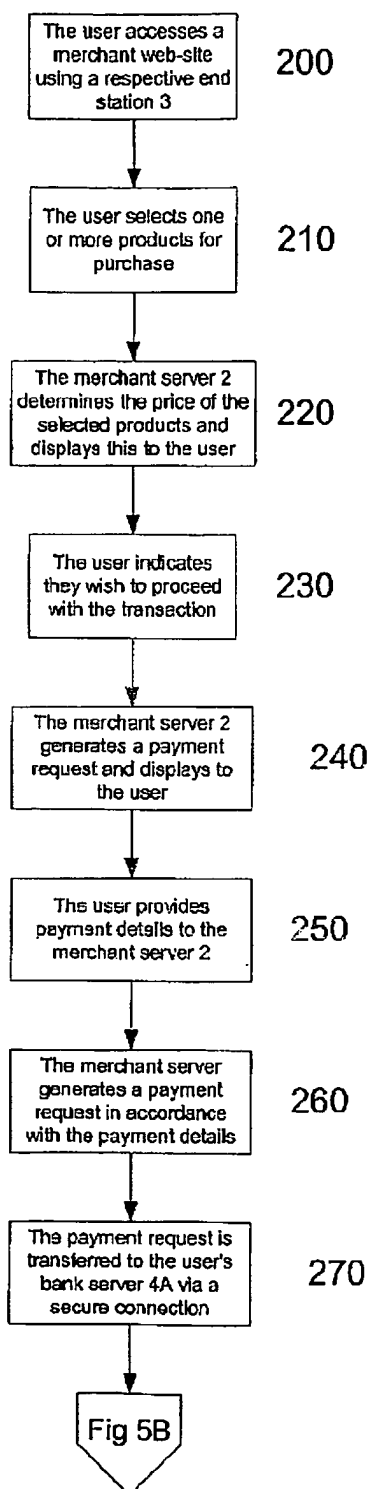 The user accesses a
merchant web-site
using a respective end
station 3
200
The user selects one
or more products for
purchase
210
The merchant server 2
determines the price of the
selected products and
displays this to the user
220
The user indicates
they wish to proceed
with the transaction
230
The merchant server 2
generates a payment
request and displays to
the user
240
The user provides
payment details to the
merchant server 2
250
The merchant server
generates a payment
request in accordance
with the payment details
260
The payment request is
transferred to the user's
bank server 4A via a
secure connection
270
Fig 5B